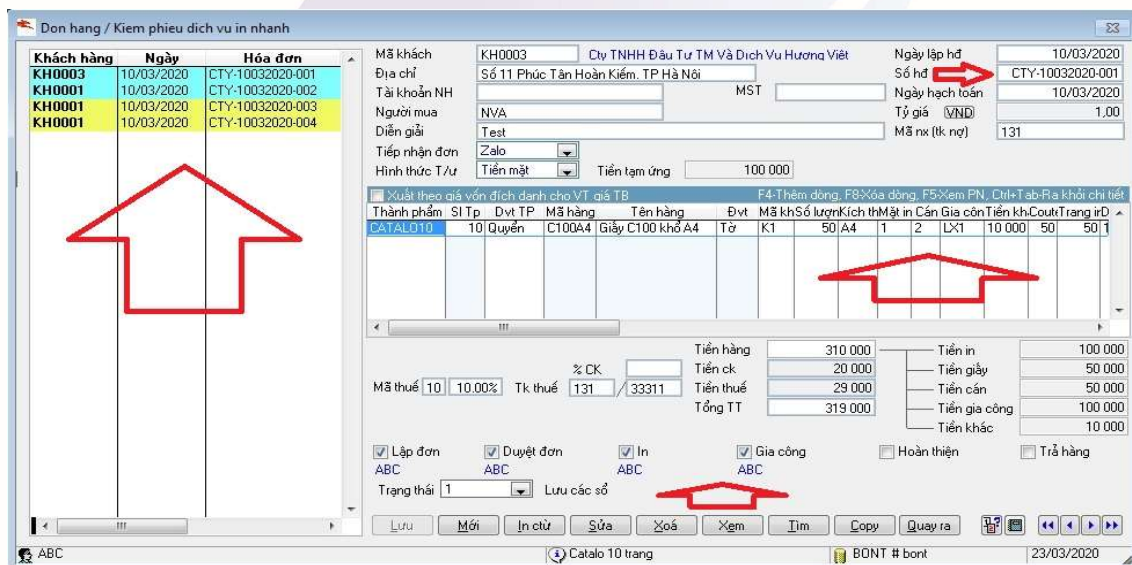 Don hang / Kiem phieu dich vu in nhanh
Khách hàng Ngày Hóa đơn
KH0003 10/03/2020 CTY-10032020-001
KH0001 10/03/2020 CTY-10032020-002
KH0001 10/03/2020 CTY-10032020-003
KH0001 10/03/2020 CTY-10032020-004
Mã khách KH0003 Cty TNHH Đầu Tư TM Và Dịch Vụ Hương Việt
Địa chỉ Số 11 Phúc Tân Hoàn Kiếm. TP Hà Nội
Tài khoản NH MST
Người mua NVA
Diễn giải Test
Tiếp nhận đơn Zalo
Hình thức T/ư Tiền mặt Tiền tạm ứng 100 000
Ngày lập hđ 10/03/2020
Số hđ CTY-10032020-001
Ngày hạch toán 10/03/2020
Tỷ giá VND 1,00
Mã nx (tk nợ) 131
Xuất theo giá vốn đích danh cho VT giá TB F4-Thêm dòng, F8-Xóa dòng, F5-Xem PN, Ctrl+Tab-Ra khỏi chi tiết
Thành phẩm Sl Tp Dvt TP Mã hàng Tên hàng Đvt Mã kh Số lượn Kích th Mặt in Cán Gia côn Tiền kh Coute Trang in D
CATALO10 10 Quyển C100A4 Giấy C100 khổ A4 Tờ K1 50 A4 1 2 LX1 10 000 50 50 1
Tiền hàng 310 000 Tiền in 100 000
% CK Tiền ck 20 000 Tiền giấy 50 000
Mã thuế 10 10.00% Tk thuế 131 / 33311 Tiền thuế 29 000 Tiền cán 50 000
Tổng TT 319 000 Tiền gia công 100 000
Tiền khác 10 000
Lập đơn Duyệt đơn In Gia công Hoàn thiện Trả hàng
ABC ABC ABC ABC
Trạng thái 1 Lưu các sổ
Lưu Mới In ctừ Sửa Xoá Xem Tìm Copy Quay ra
ABC Catalo 10 trang BONT # bont 23/03/2020